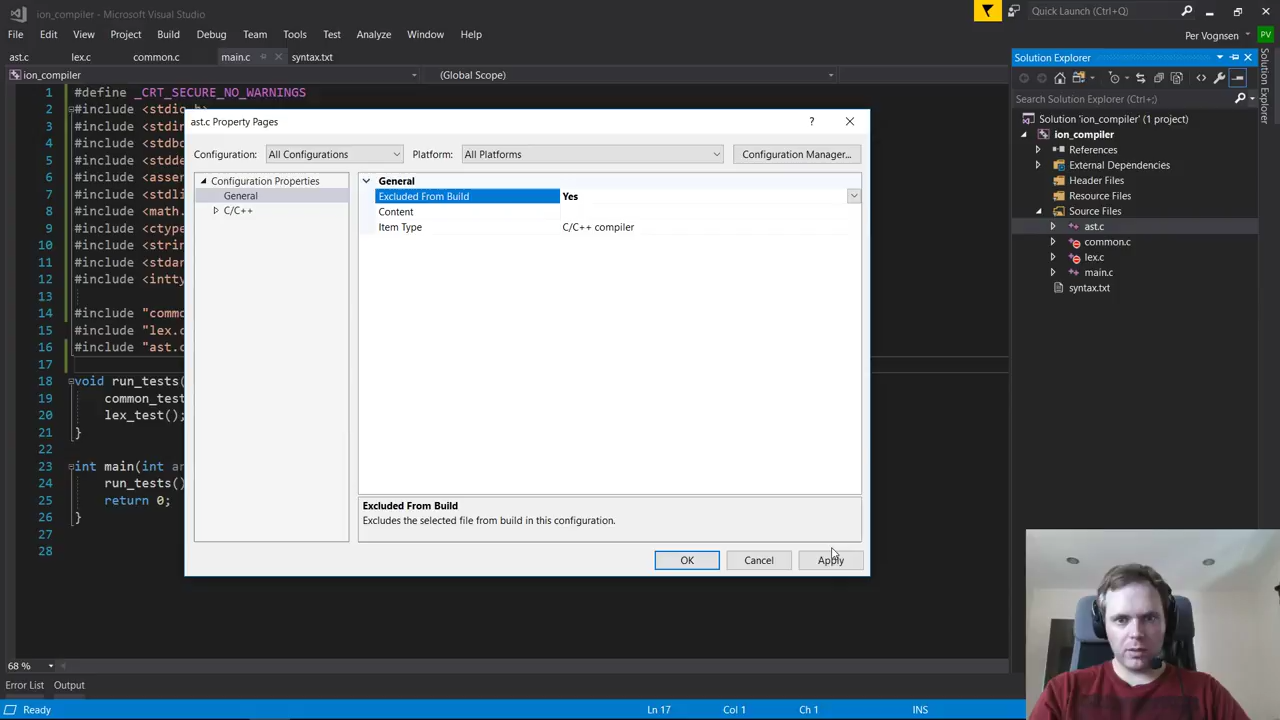 ion_compiler - Microsoft Visual Studio
Quick Launch (Ctrl+Q)
File Edit View Project Build Debug Team Tools Test Analyze Window Help
Per Vognsen PV
ast.c lex.c common.c main.c syntax.txt
ion_compiler (Global Scope)
1 #define _CRT_SECURE_NO_WARNINGS
2 #include <stdio.h>
3 #include <stdin
4 #include <stdbo
5 #include <stdde
6 #include <asser
7 #include <stdli
8 #include <math.
9 #include <ctype
10 #include <strin
11 #include <stdar
12 #include <intty
13
14 #include "commo
15 #include "lex.c
16 #include "ast.c
17
18 void run_tests(
19 common_test
20 lex_test();
21 }
22
23 int main(int ar
24 run_tests()
25 return 0;
26 }
27
28
ast.c Property Pages
?
Configuration: All Configurations Platform: All Platforms Configuration Manager...
Configuration Properties
General
C/C++
General
Excluded From Build Yes
Content
Item Type C/C++ compiler
Excluded From Build
Excludes the selected file from build in this configuration.
OK Cancel Apply
Solution Explorer
Search Solution Explorer (Ctrl+;)
Solution 'ion_compiler' (1 project)
ion_compiler
References
External Dependencies
Header Files
Resource Files
Source Files
ast.c
common.c
lex.c
main.c
syntax.txt
Solution Explorer
68 %
Error List Output
Ready Ln 17 Col 1 Ch 1 INS